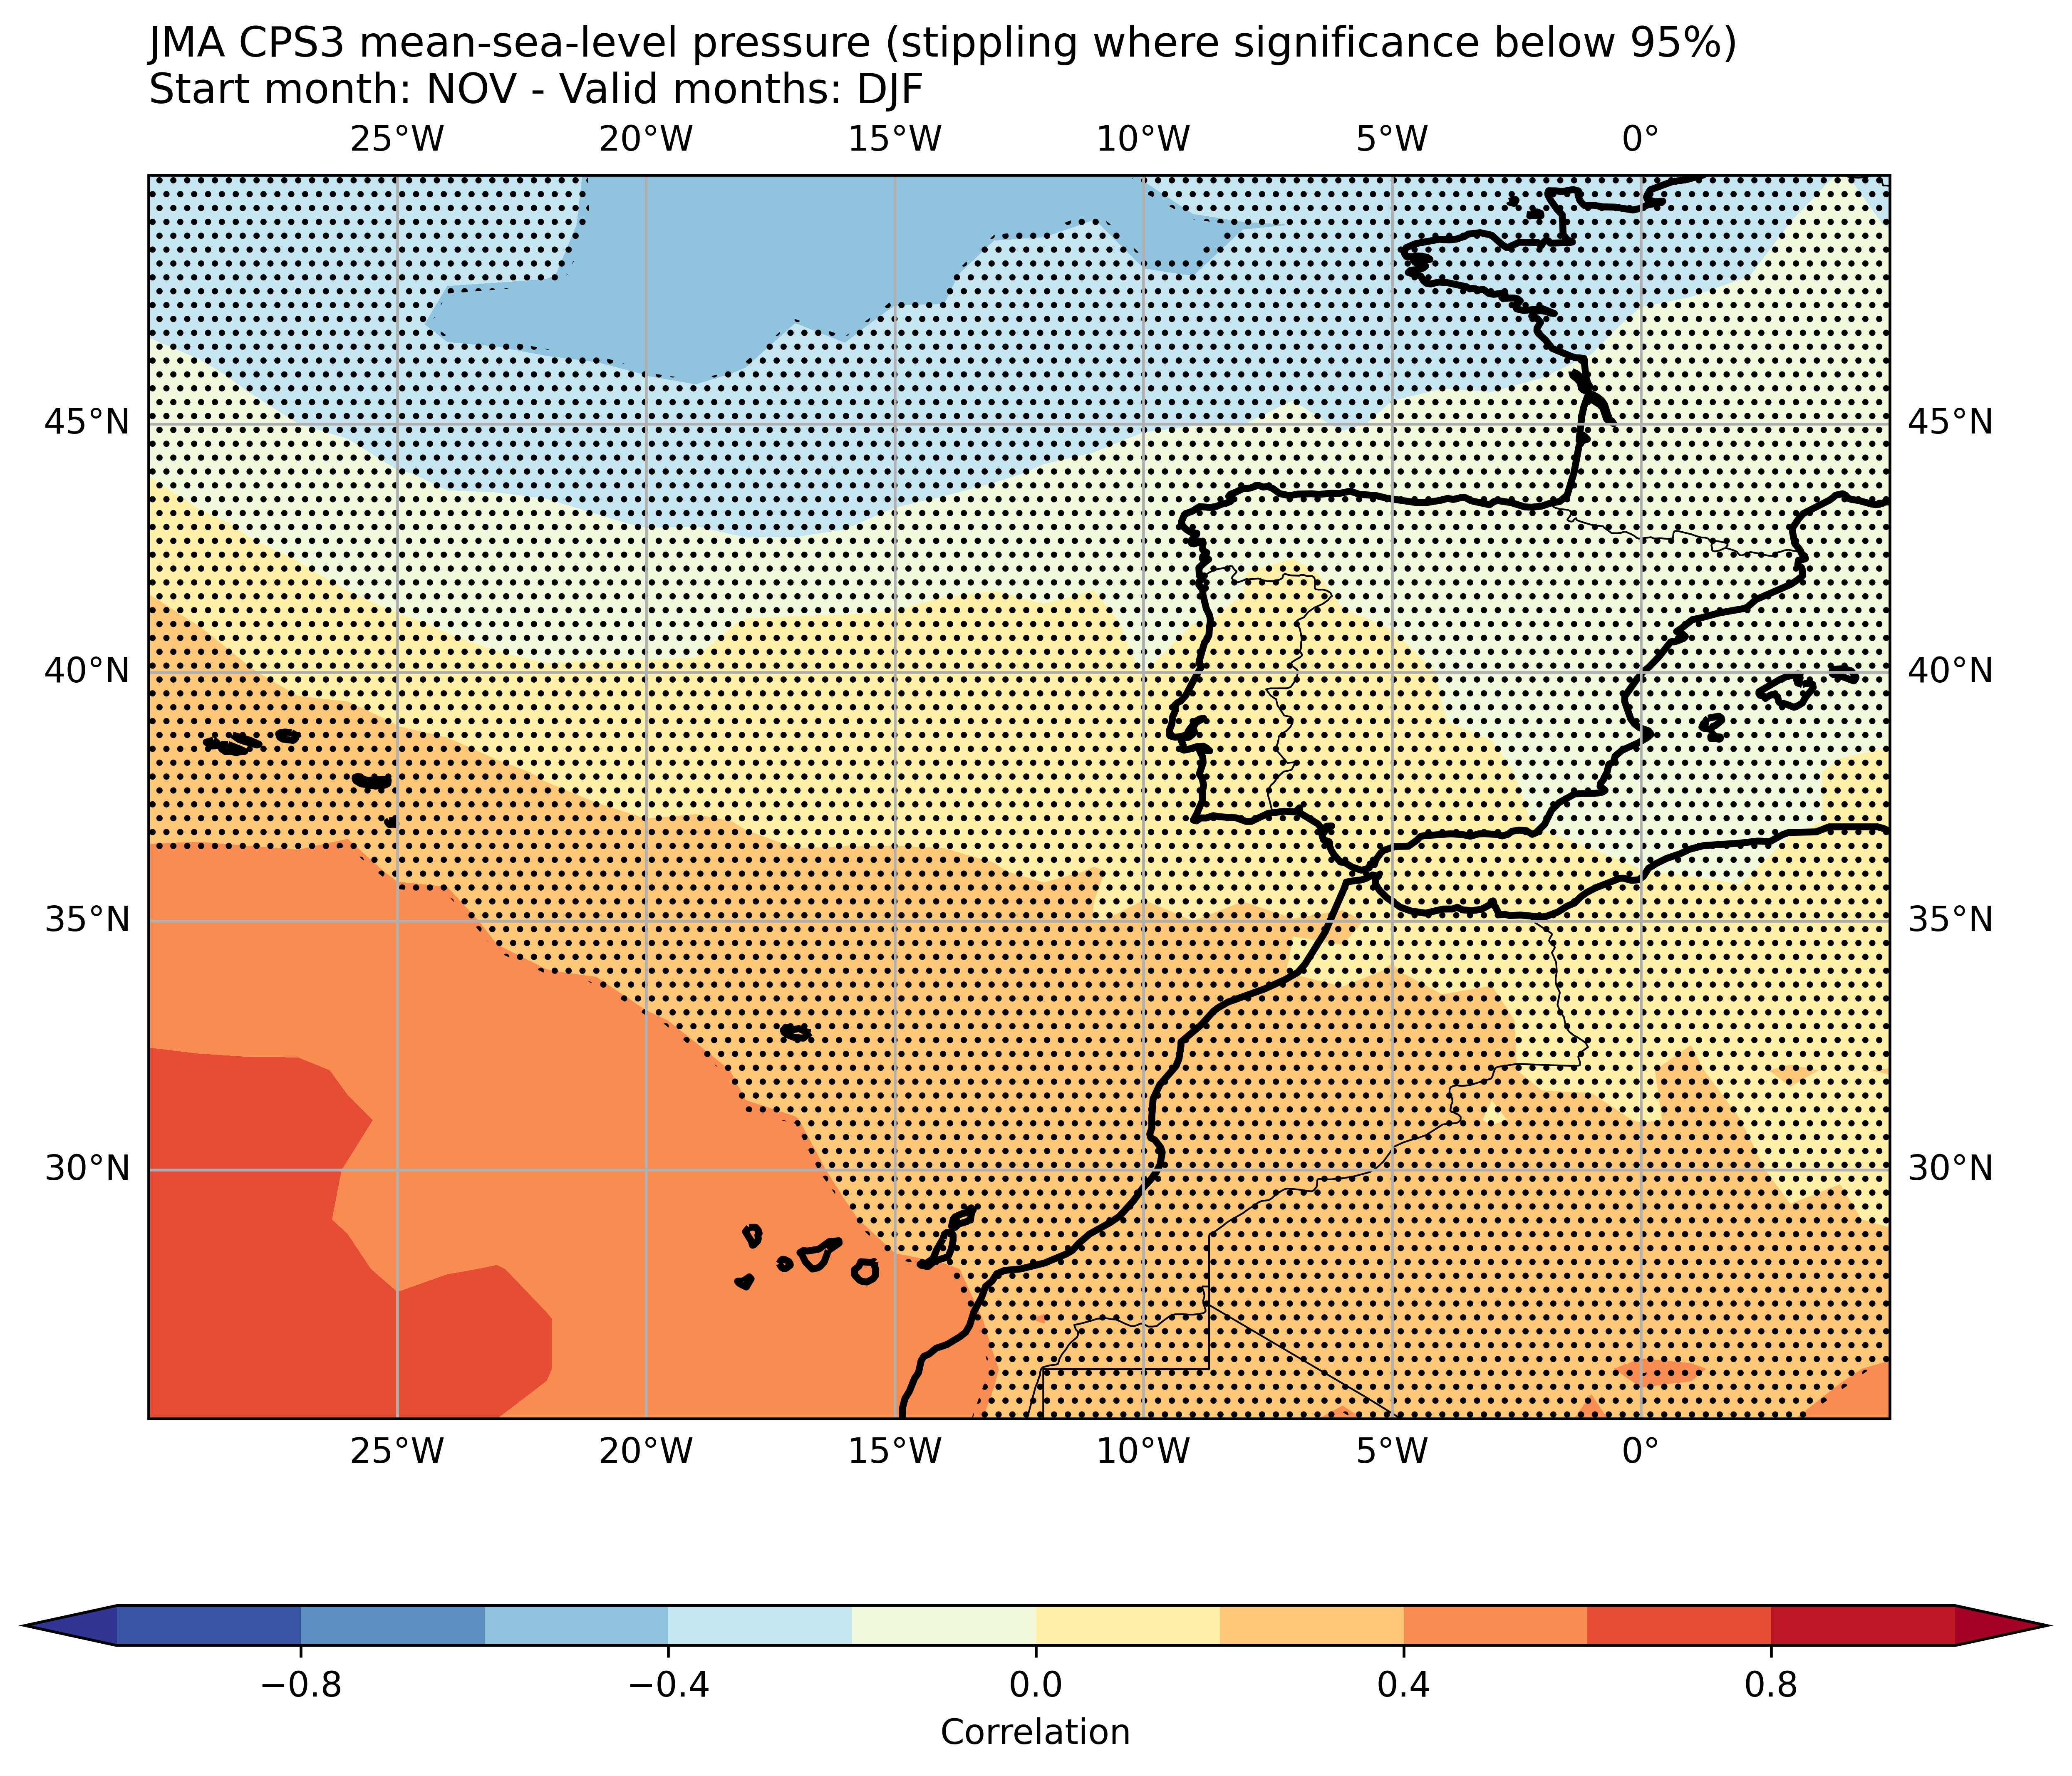 JMA CPS3 mean-sea-level pressure (stippling where significance below 95%)
Start month: NOV - Valid months: DJF
25°W 20°W 15°W 10°W 5°W 0°
45°N 45°N
40°N 40°N
35°N 35°N
30°N 30°N
25°W 20°W 15°W 10°W 5°W 0°
−0.8 −0.4 0.0 0.4 0.8
Correlation